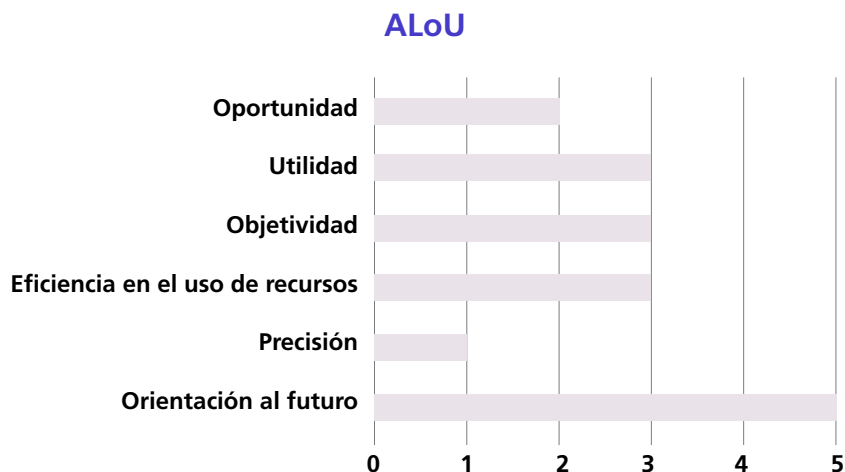 ALoU
Oportunidad
Utilidad
Objetividad
Eficiencia en el uso de recursos
Precisión
Orientación al futuro
0 1 2 3 4 5